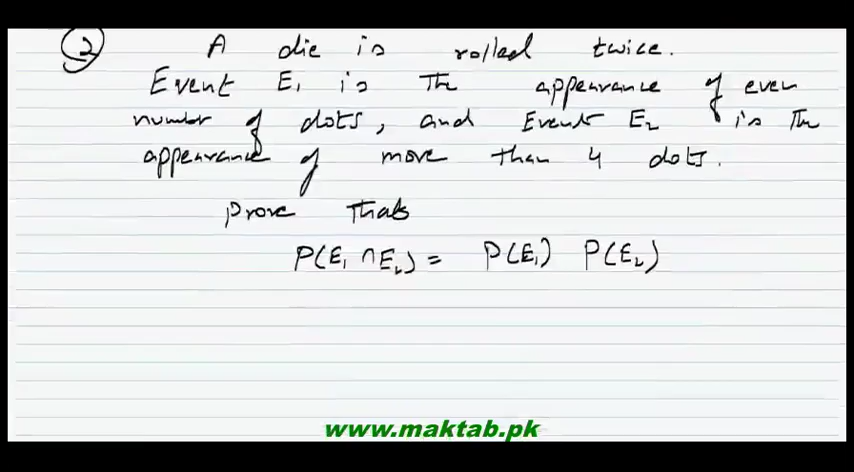 2 A die is rolled twice.
Event E₁ is the appearance of even
number of dots, and Event E₂ is the
appearance of more than 4 dots.
Prove that
P(E₁ ∩ E₂) = P(E₁) P(E₂)
www.maktab.pk